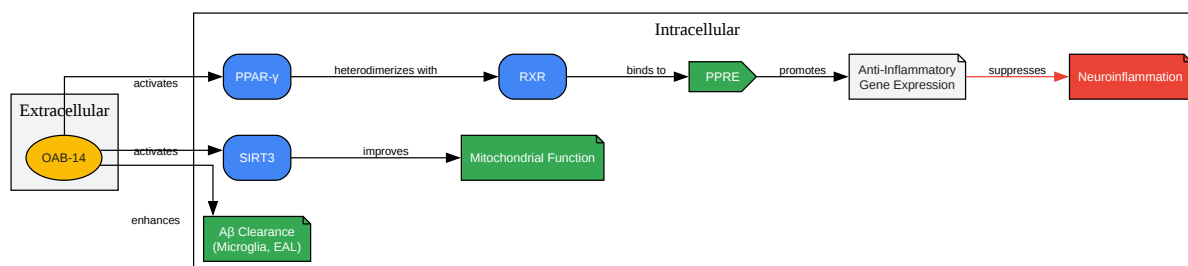 Intracellular
PPAR-γ
heterodimerizes with
RXR
binds to
PPRE
promotes
Anti-Inflammatory
Gene Expression
suppresses
Neuroinflammation
activates
Extracellular
OAB-14
activates
SIRT3
improves
Mitochondrial Function
enhances
Aβ Clearance
(Microglia, EAL)